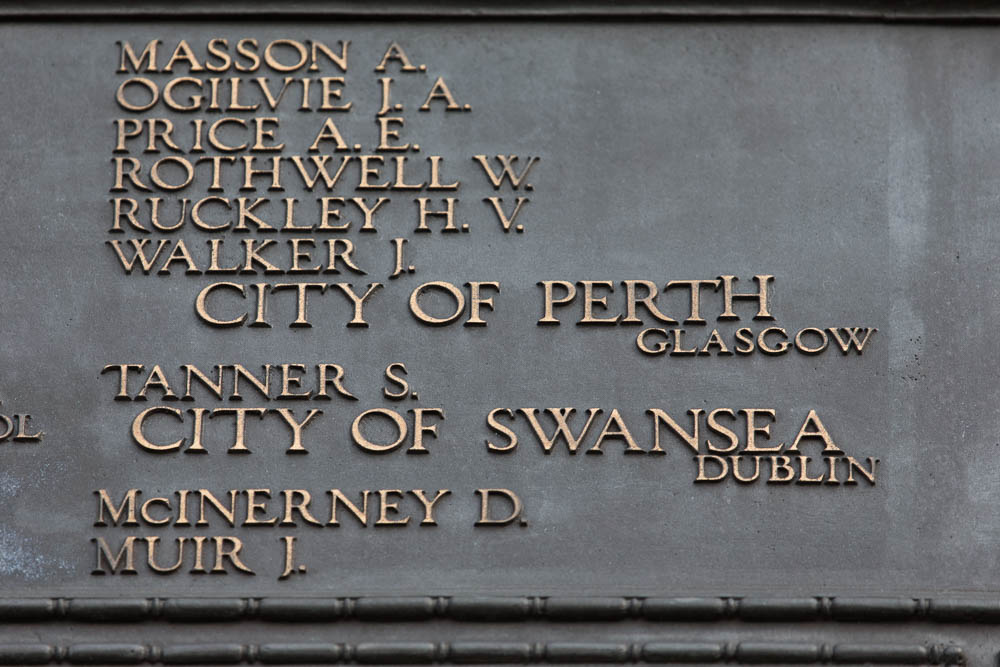 MASSON A.
OGILVIE J. A.
PRICE A. E.
ROTHWELL W.
RUCKLEY H. V.
WALKER J.
CITY OF PERTH
GLASGOW
TANNER S.
CITY OF SWANSEA
DUBLIN
McINERNEY D.
MUIR J.